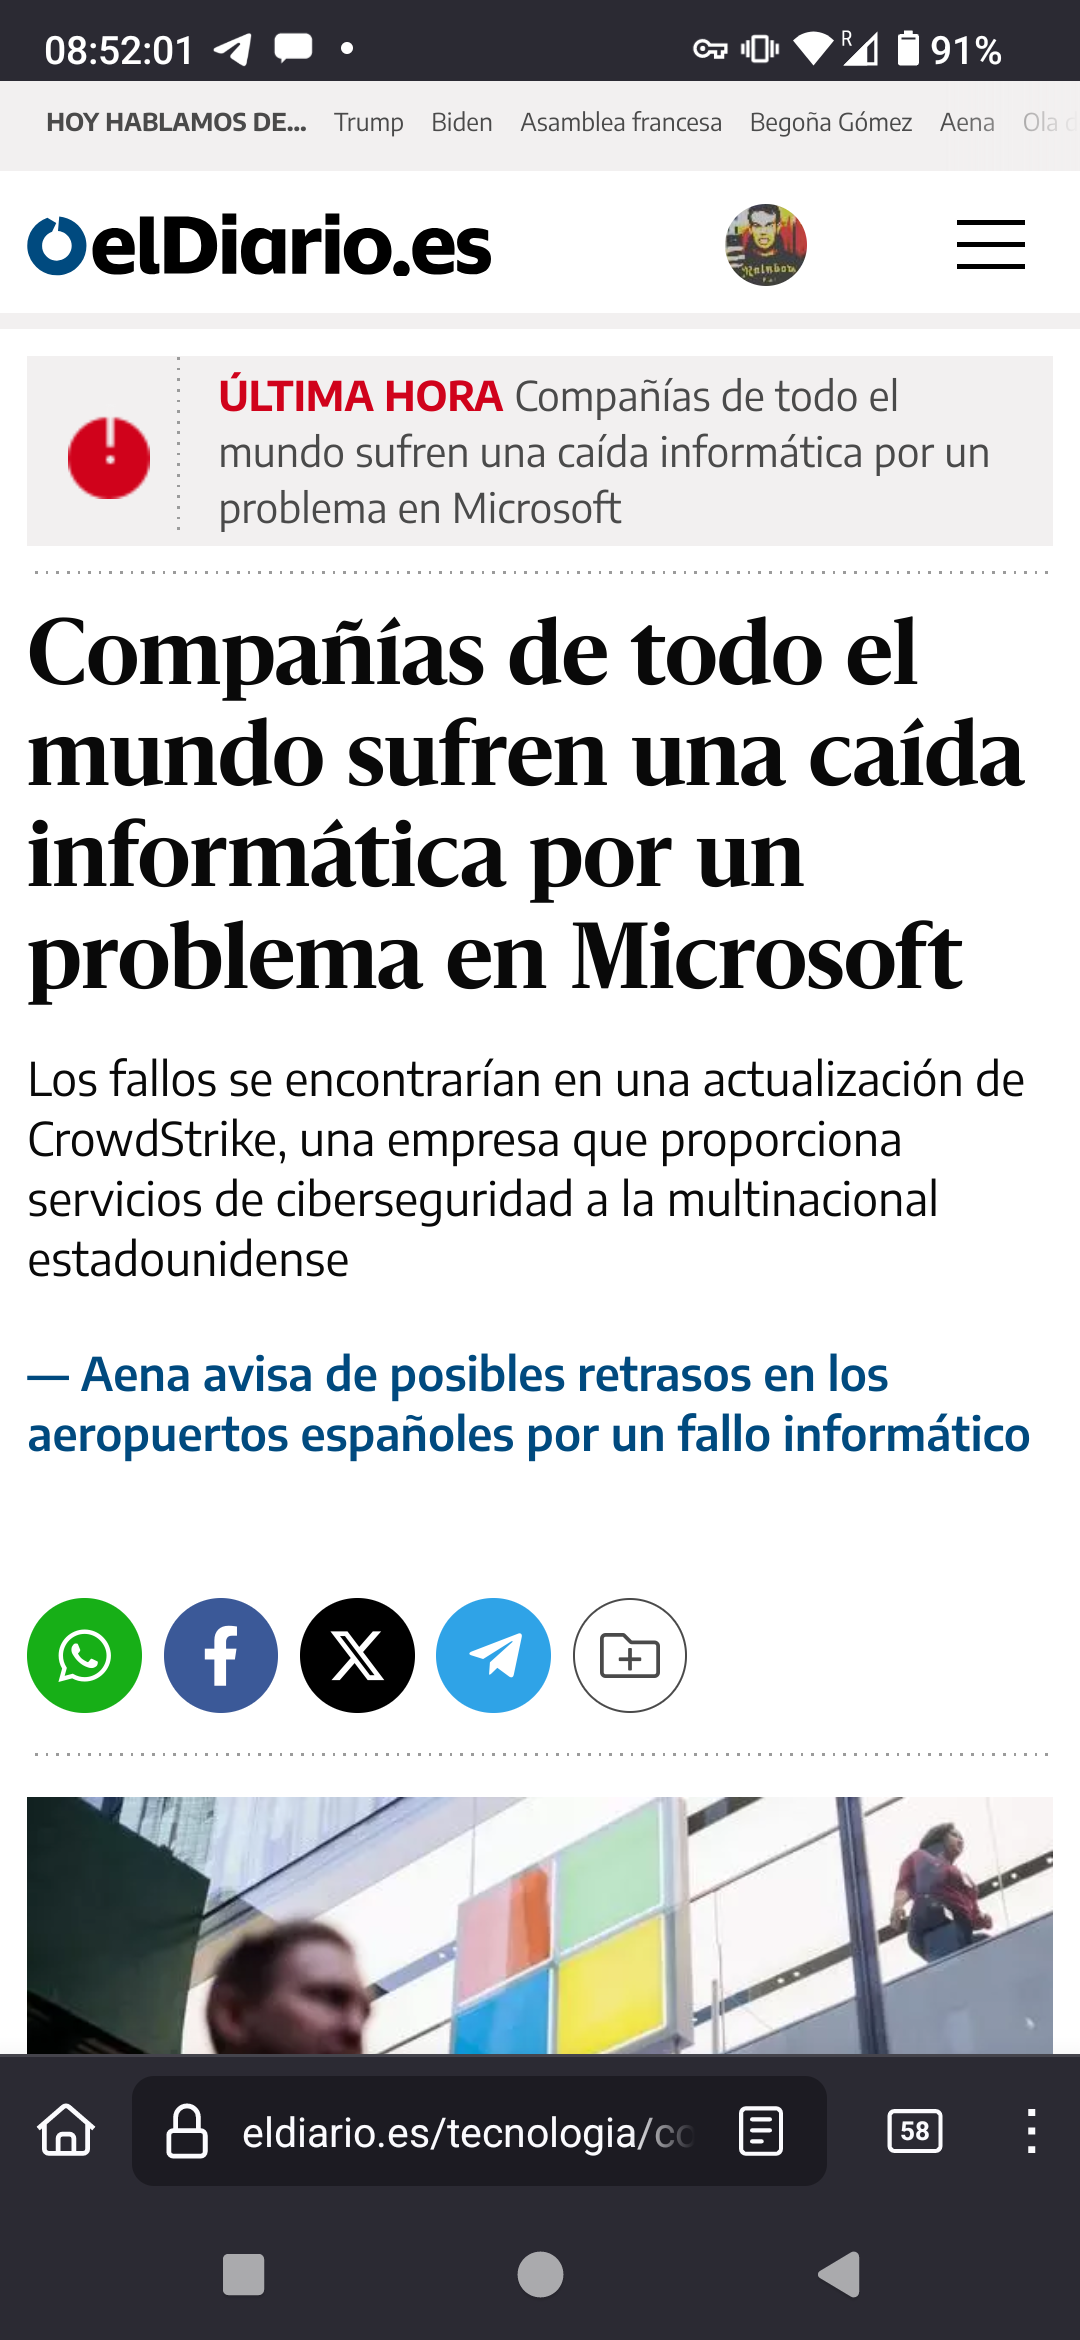 08:52:01
R
91%
HOY HABLAMOS DE... Trump Biden Asamblea francesa Begoña Gómez Aena Ola d
elDiario.es
Rainbow
ÚLTIMA HORA Compañías de todo el
mundo sufren una caída informática por un
problema en Microsoft
Compañías de todo el
mundo sufren una caída
informática por un
problema en Microsoft
Los fallos se encontrarían en una actualización de
CrowdStrike, una empresa que proporciona
servicios de ciberseguridad a la multinacional
estadounidense
— Aena avisa de posibles retrasos en los
aeropuertos españoles por un fallo informático
eldiario.es/tecnologia/co
58